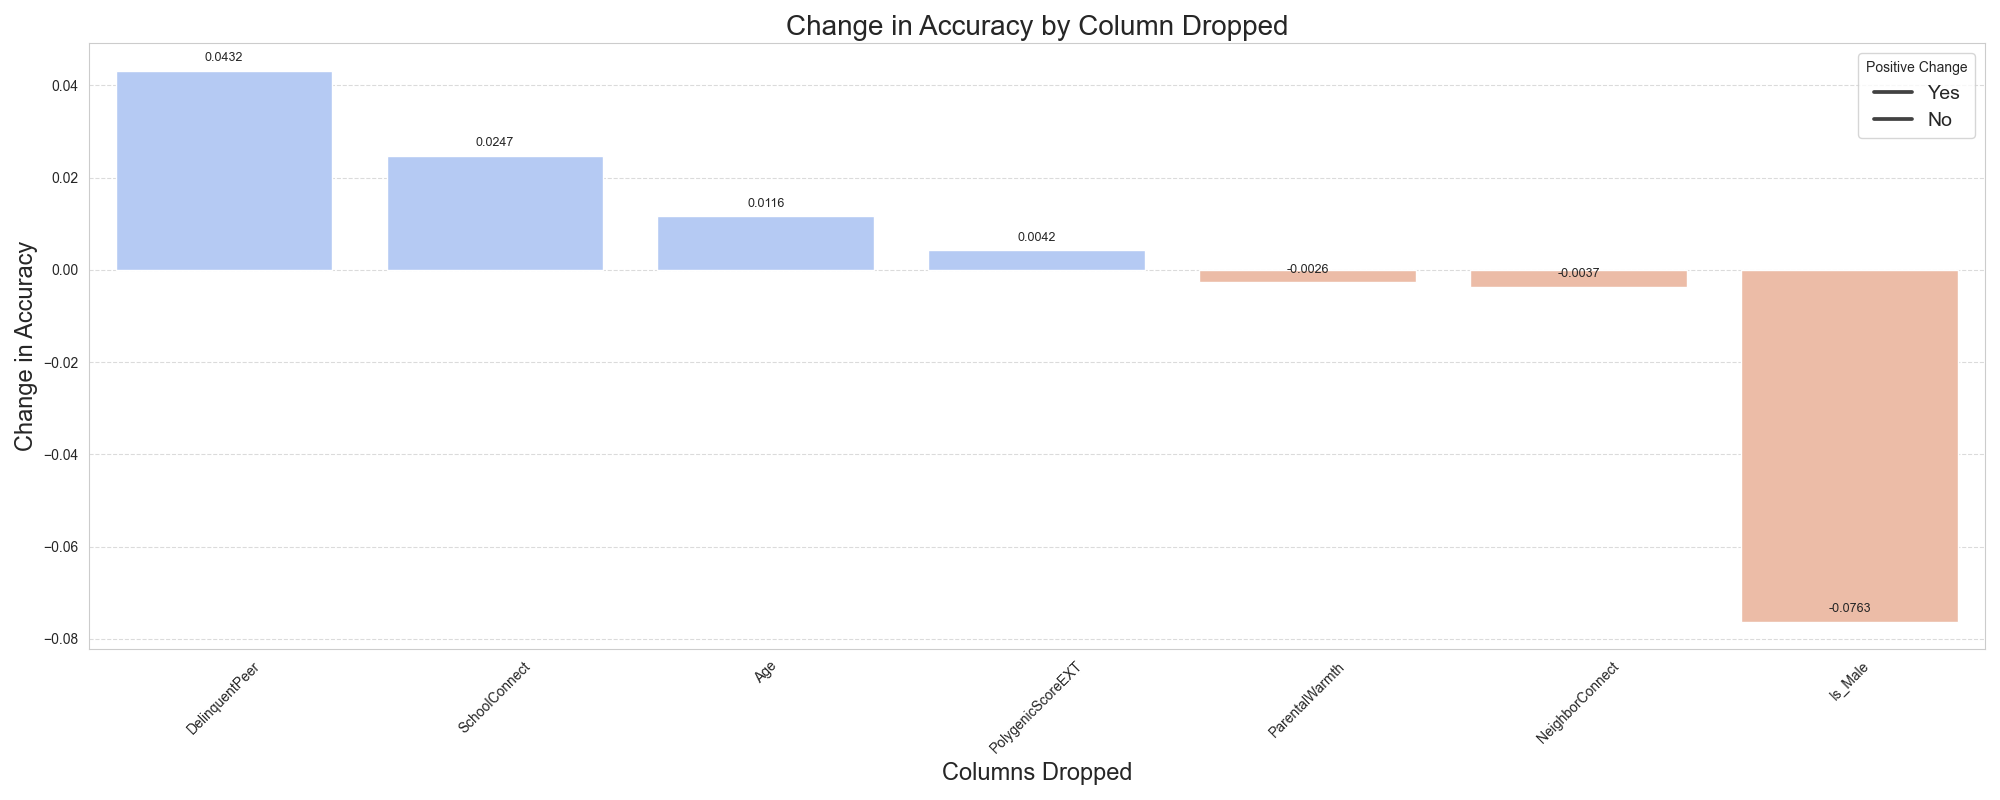 Change in Accuracy by Column Dropped
Positive Change
Yes
No
Change in Accuracy
0.04
0.02
0.00
−0.02
−0.04
−0.06
−0.08
0.0432
0.0247
0.0116
0.0042
-0.0026
-0.0037
-0.0763
DelinquentPeer
SchoolConnect
Age
PolygenicScoreEXT
ParentalWarmth
NeighborConnect
Is_Male
Columns Dropped